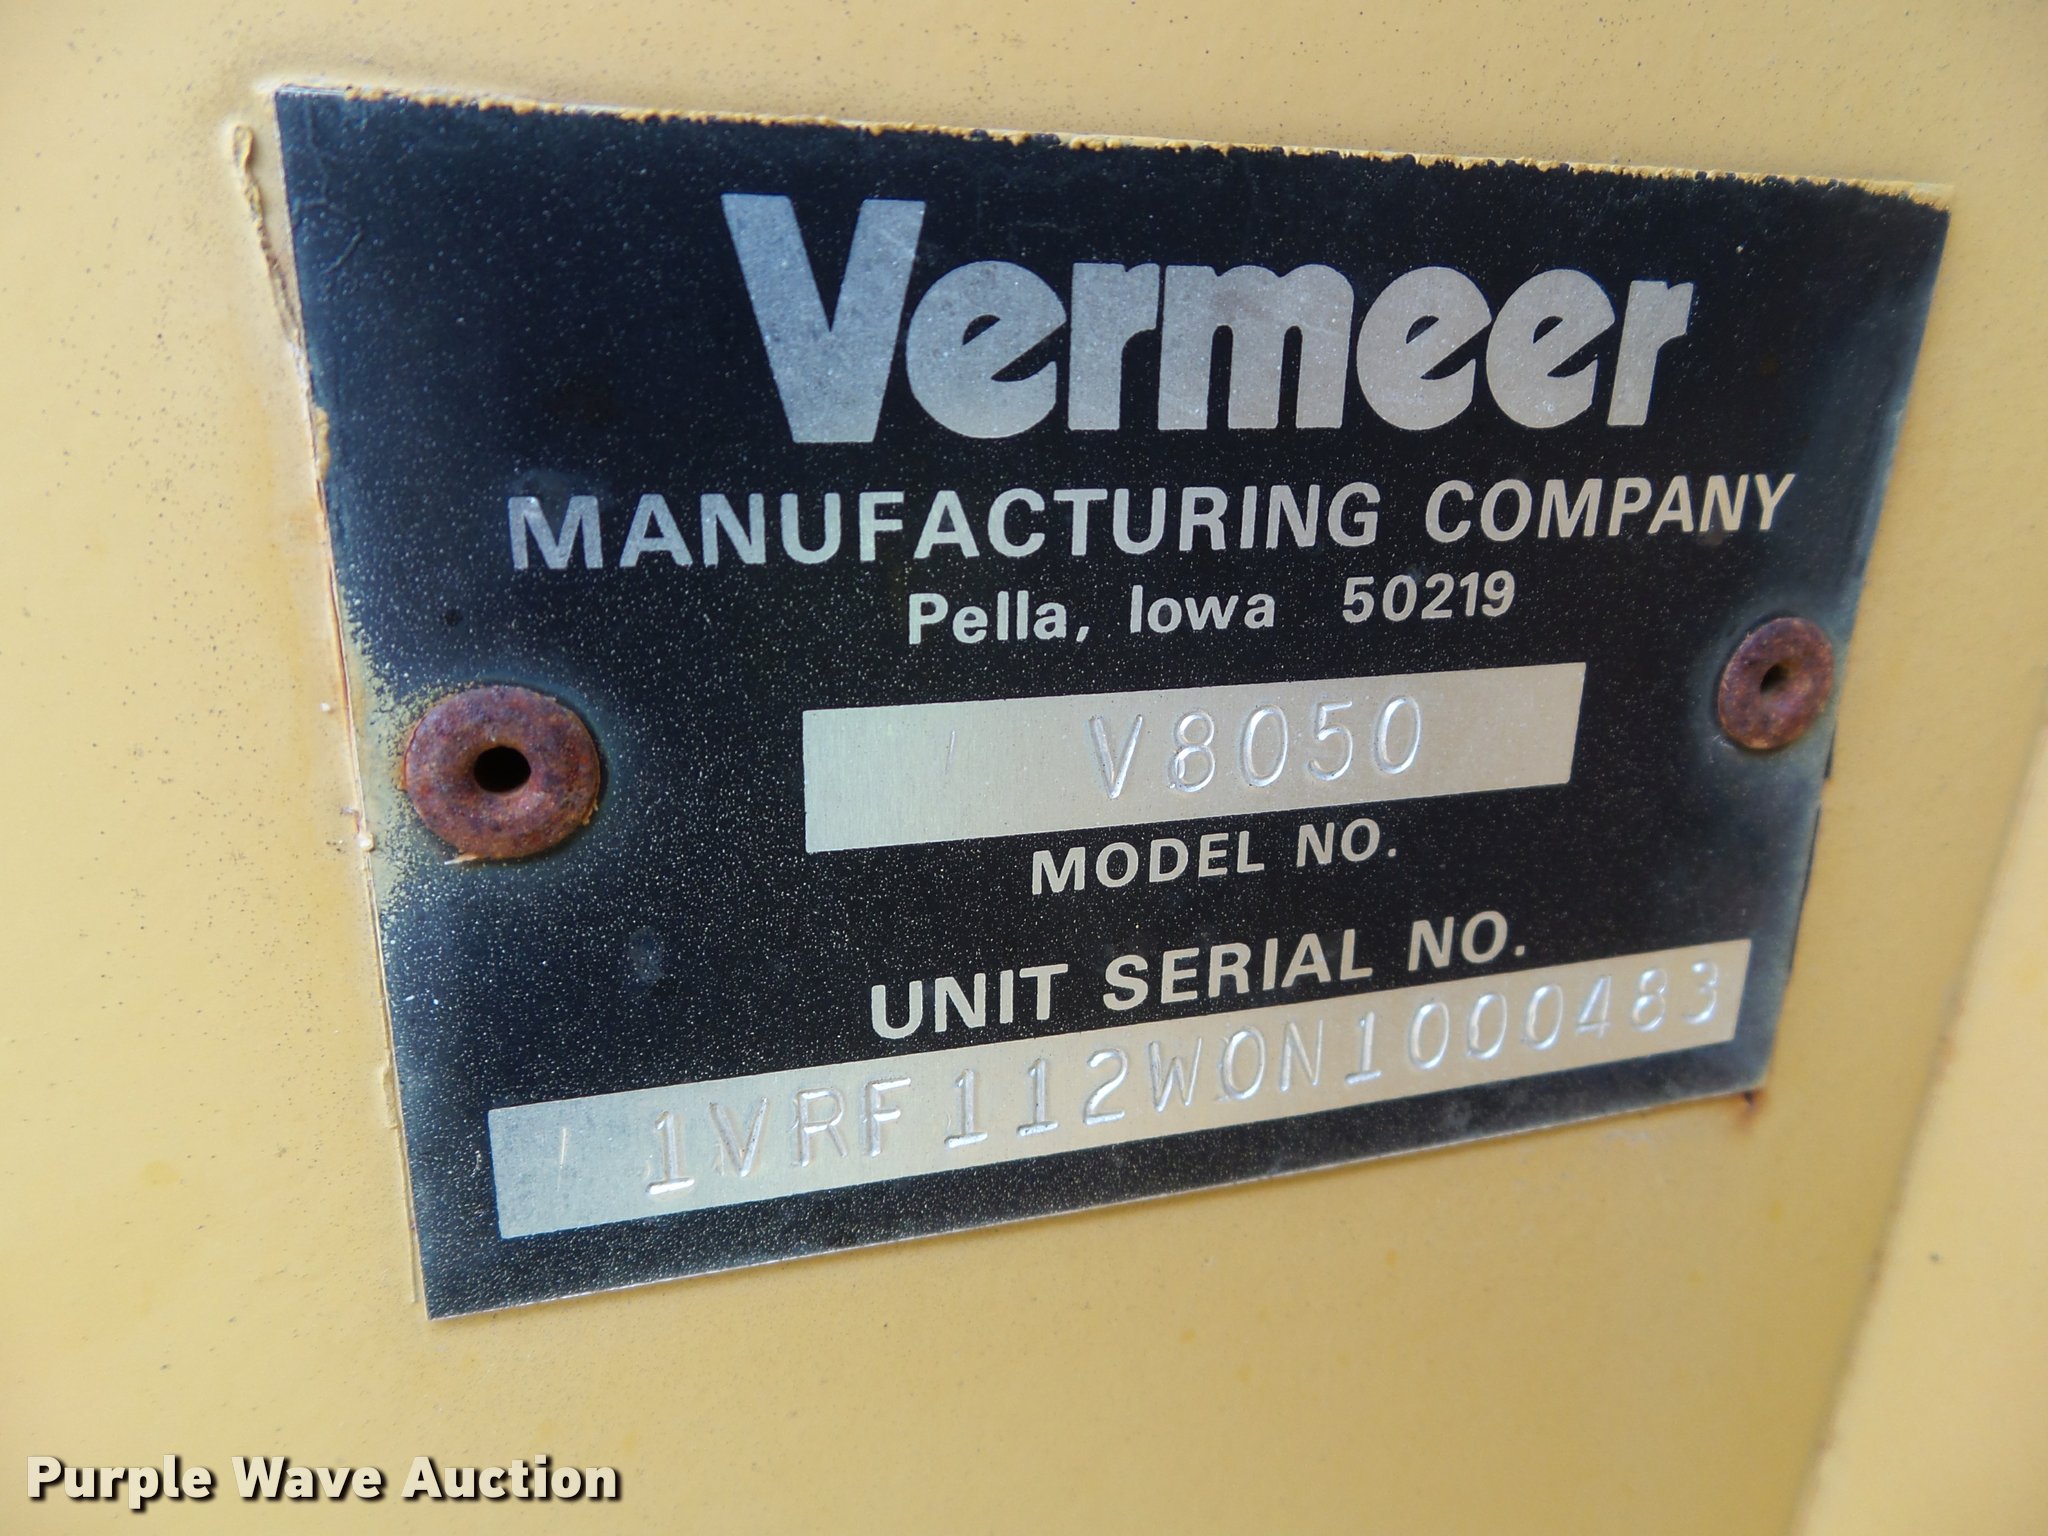 Vermeer
MANUFACTURING COMPANY
Pella, Iowa 50219
V8050
MODEL NO.
UNIT SERIAL NO.
1VRF112W0N1000483
Purple Wave Auction